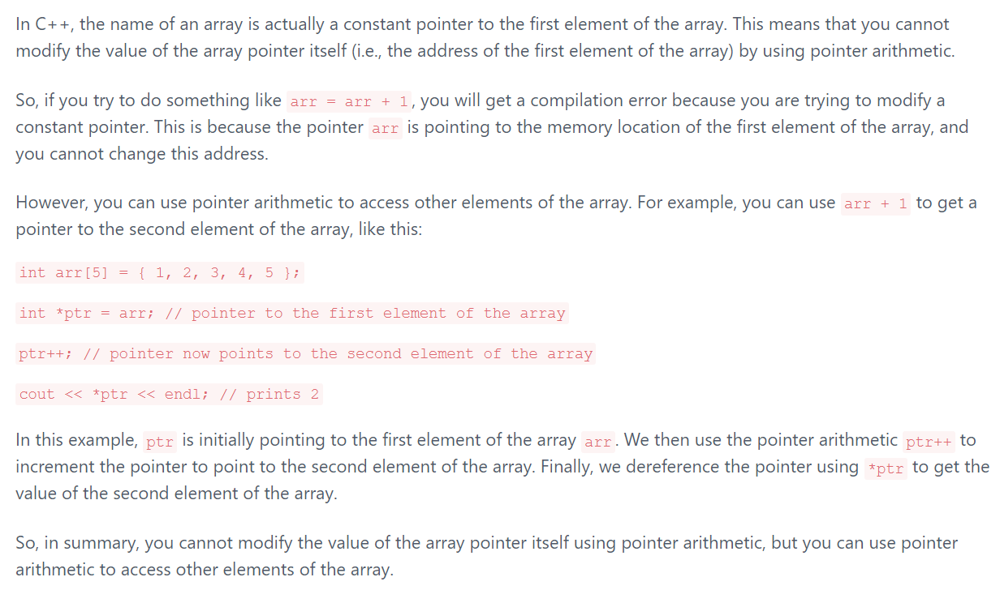 In C++, the name of an array is actually a constant pointer to the first element of the array. This means that you cannot
modify the value of the array pointer itself (i.e., the address of the first element of the array) by using pointer arithmetic.
So, if you try to do something like arr = arr + 1, you will get a compilation error because you are trying to modify a
constant pointer. This is because the pointer arr is pointing to the memory location of the first element of the array, and
you cannot change this address.
However, you can use pointer arithmetic to access other elements of the array. For example, you can use arr + 1 to get a
pointer to the second element of the array, like this:
int arr[5] = { 1, 2, 3, 4, 5 };
int *ptr = arr; // pointer to the first element of the array
ptr++; // pointer now points to the second element of the array
cout << *ptr << endl; // prints 2
In this example, ptr is initially pointing to the first element of the array arr. We then use the pointer arithmetic ptr++ to
increment the pointer to point to the second element of the array. Finally, we dereference the pointer using *ptr to get the
value of the second element of the array.
So, in summary, you cannot modify the value of the array pointer itself using pointer arithmetic, but you can use pointer
arithmetic to access other elements of the array.